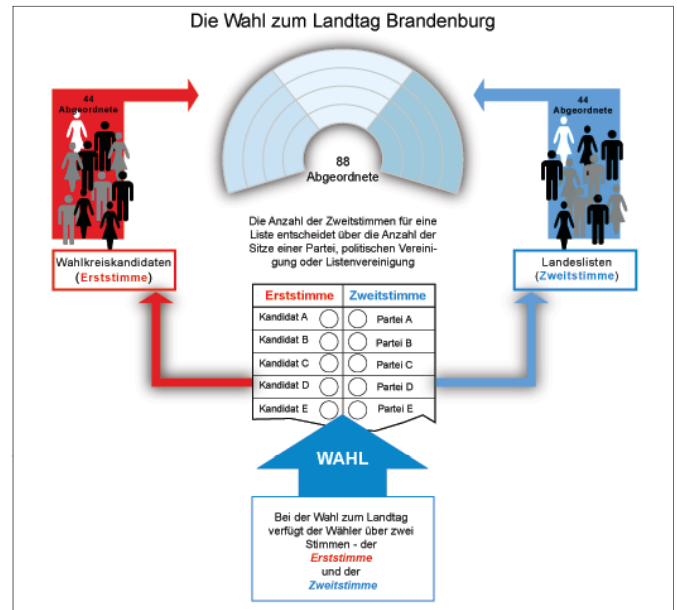 Die Wahl zum Landtag Brandenburg
44
Abgeordnete
44
Abgeordnete
88
Abgeordnete
Die Anzahl der Zweitstimmen für eine
Liste entscheidet über die Anzahl der
Sitze einer Partei, politischen Vereini-
gung oder Listenvereinigung
Wahlkreiskandidaten
(Erststimme)
Landeslisten
(Zweitstimme)
Erststimme Zweitstimme
Kandidat A Partei A
Kandidat B Partei B
Kandidat C Partei C
Kandidat D Partei D
Kandidat E Partei E
WAHL
Bei der Wahl zum Landtag
verfügt der Wähler über zwei
Stimmen - der
Erststimme
und der
Zweitstimme